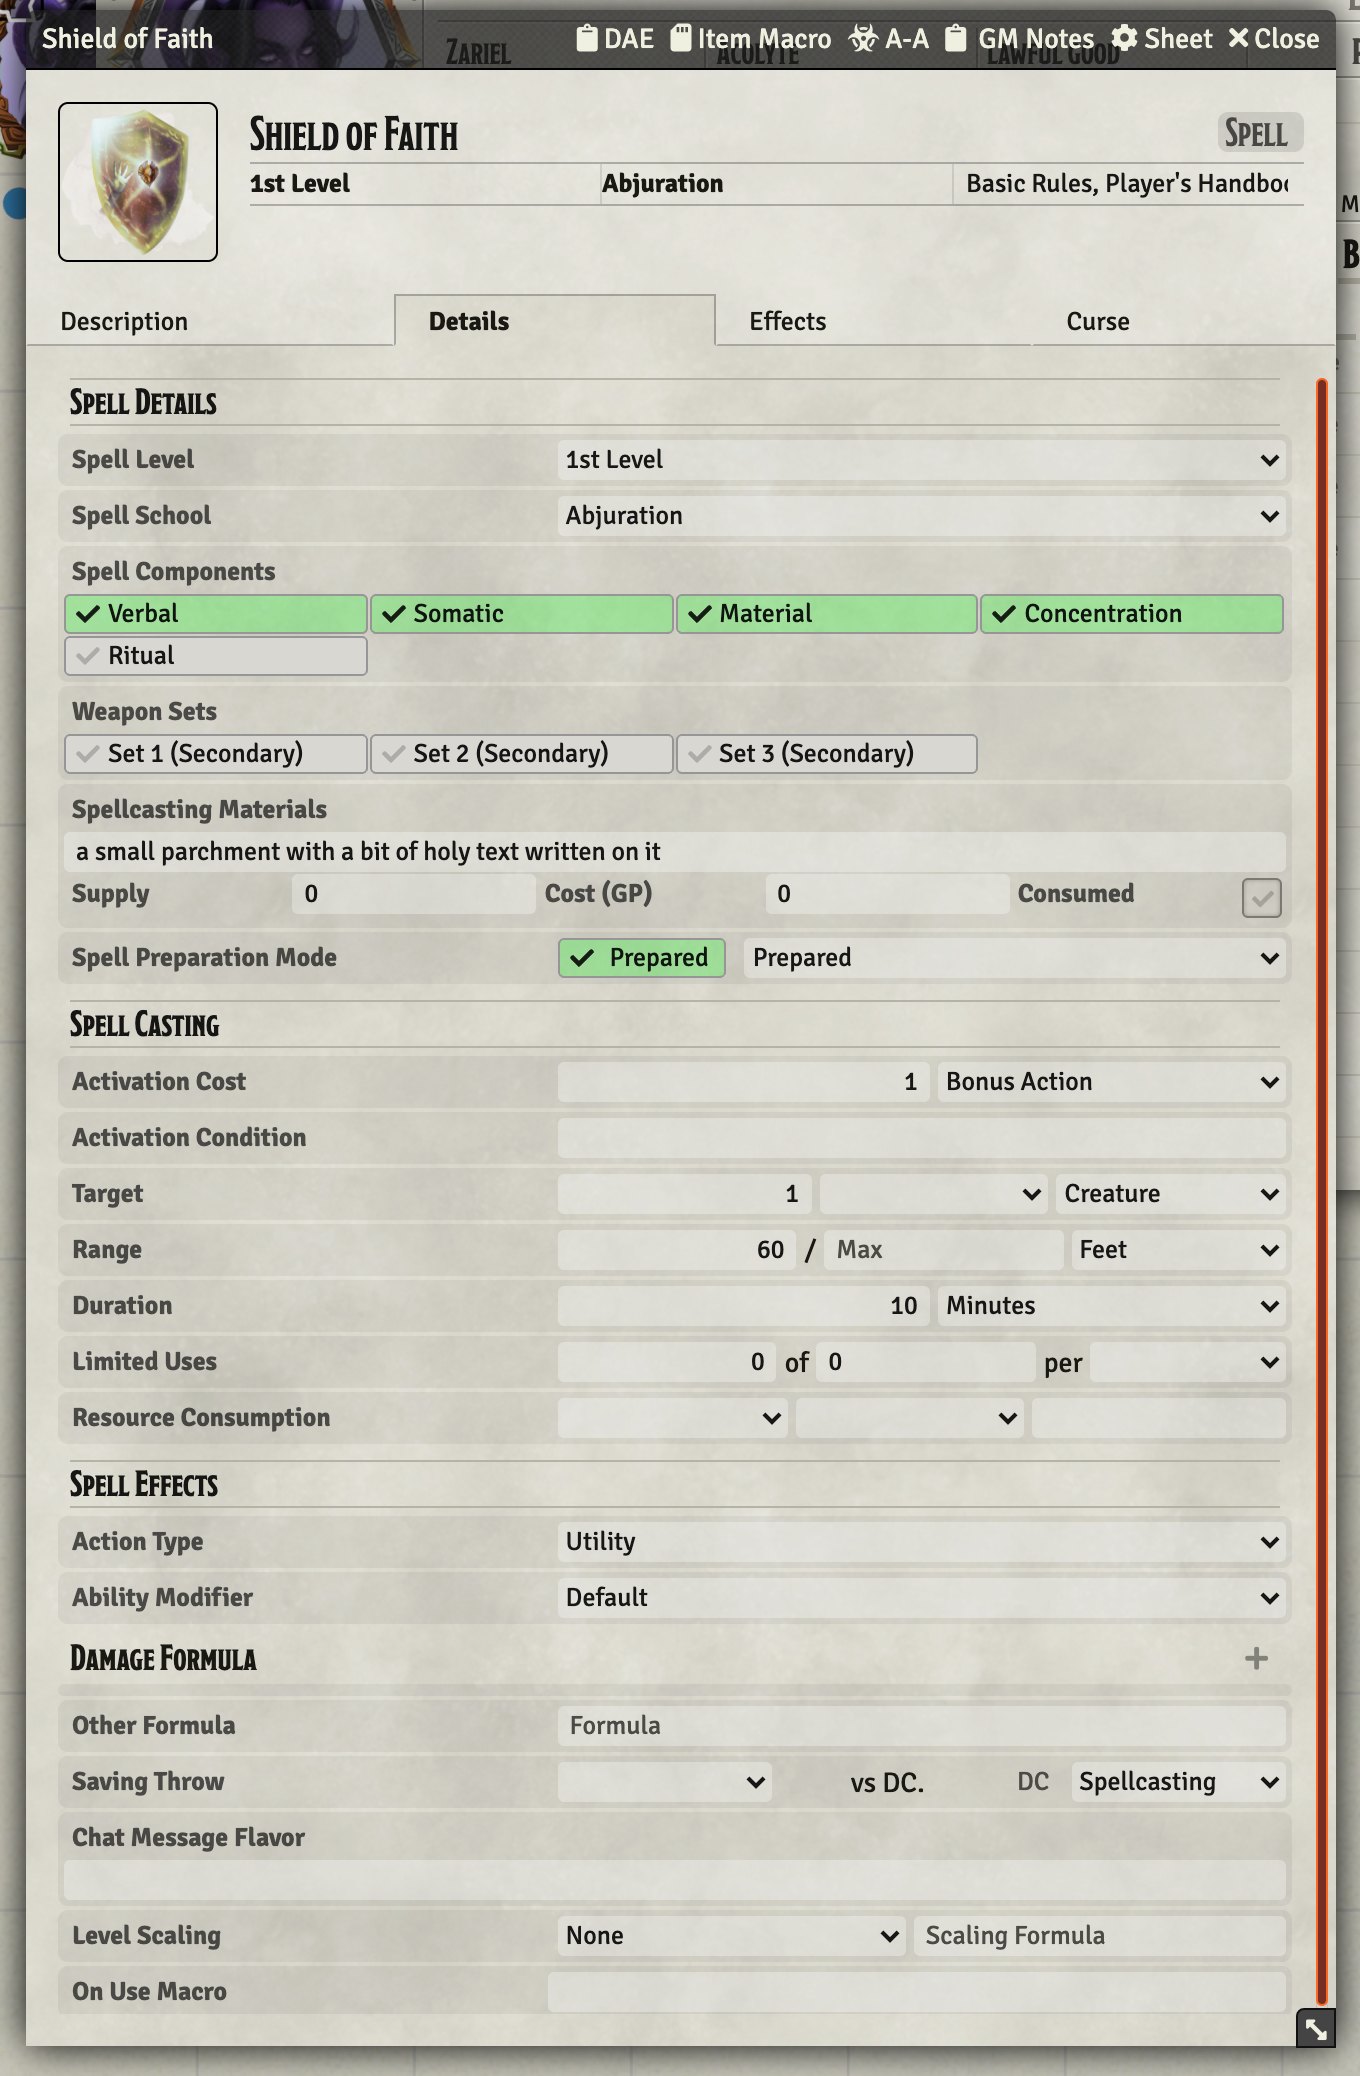 Shield of Faith DAE Item Macro A-A GM Notes Sheet Close
ZARIEL ACOLYTE LAWFUL GOOD
SHIELD OF FAITH SPELL
1st Level Abjuration Basic Rules, Player's Handboo
Description Details Effects Curse
SPELL DETAILS
Spell Level 1st Level
Spell School Abjuration
Spell Components
Verbal Somatic Material Concentration
Ritual
Weapon Sets
Set 1 (Secondary) Set 2 (Secondary) Set 3 (Secondary)
Spellcasting Materials
a small parchment with a bit of holy text written on it
Supply 0 Cost (GP) 0 Consumed
Spell Preparation Mode Prepared Prepared
SPELL CASTING
Activation Cost 1 Bonus Action
Activation Condition
Target 1 Creature
Range 60 / Max Feet
Duration 10 Minutes
Limited Uses 0 of 0 per
Resource Consumption
SPELL EFFECTS
Action Type Utility
Ability Modifier Default
DAMAGE FORMULA
Other Formula Formula
Saving Throw vs DC. DC Spellcasting
Chat Message Flavor
Level Scaling None Scaling Formula
On Use Macro